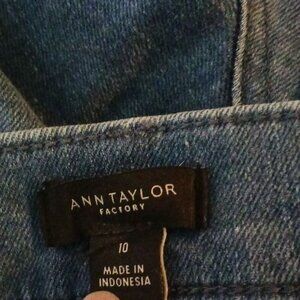 ANN TAYLOR
FACTORY
10
MADE IN
INDONESIA